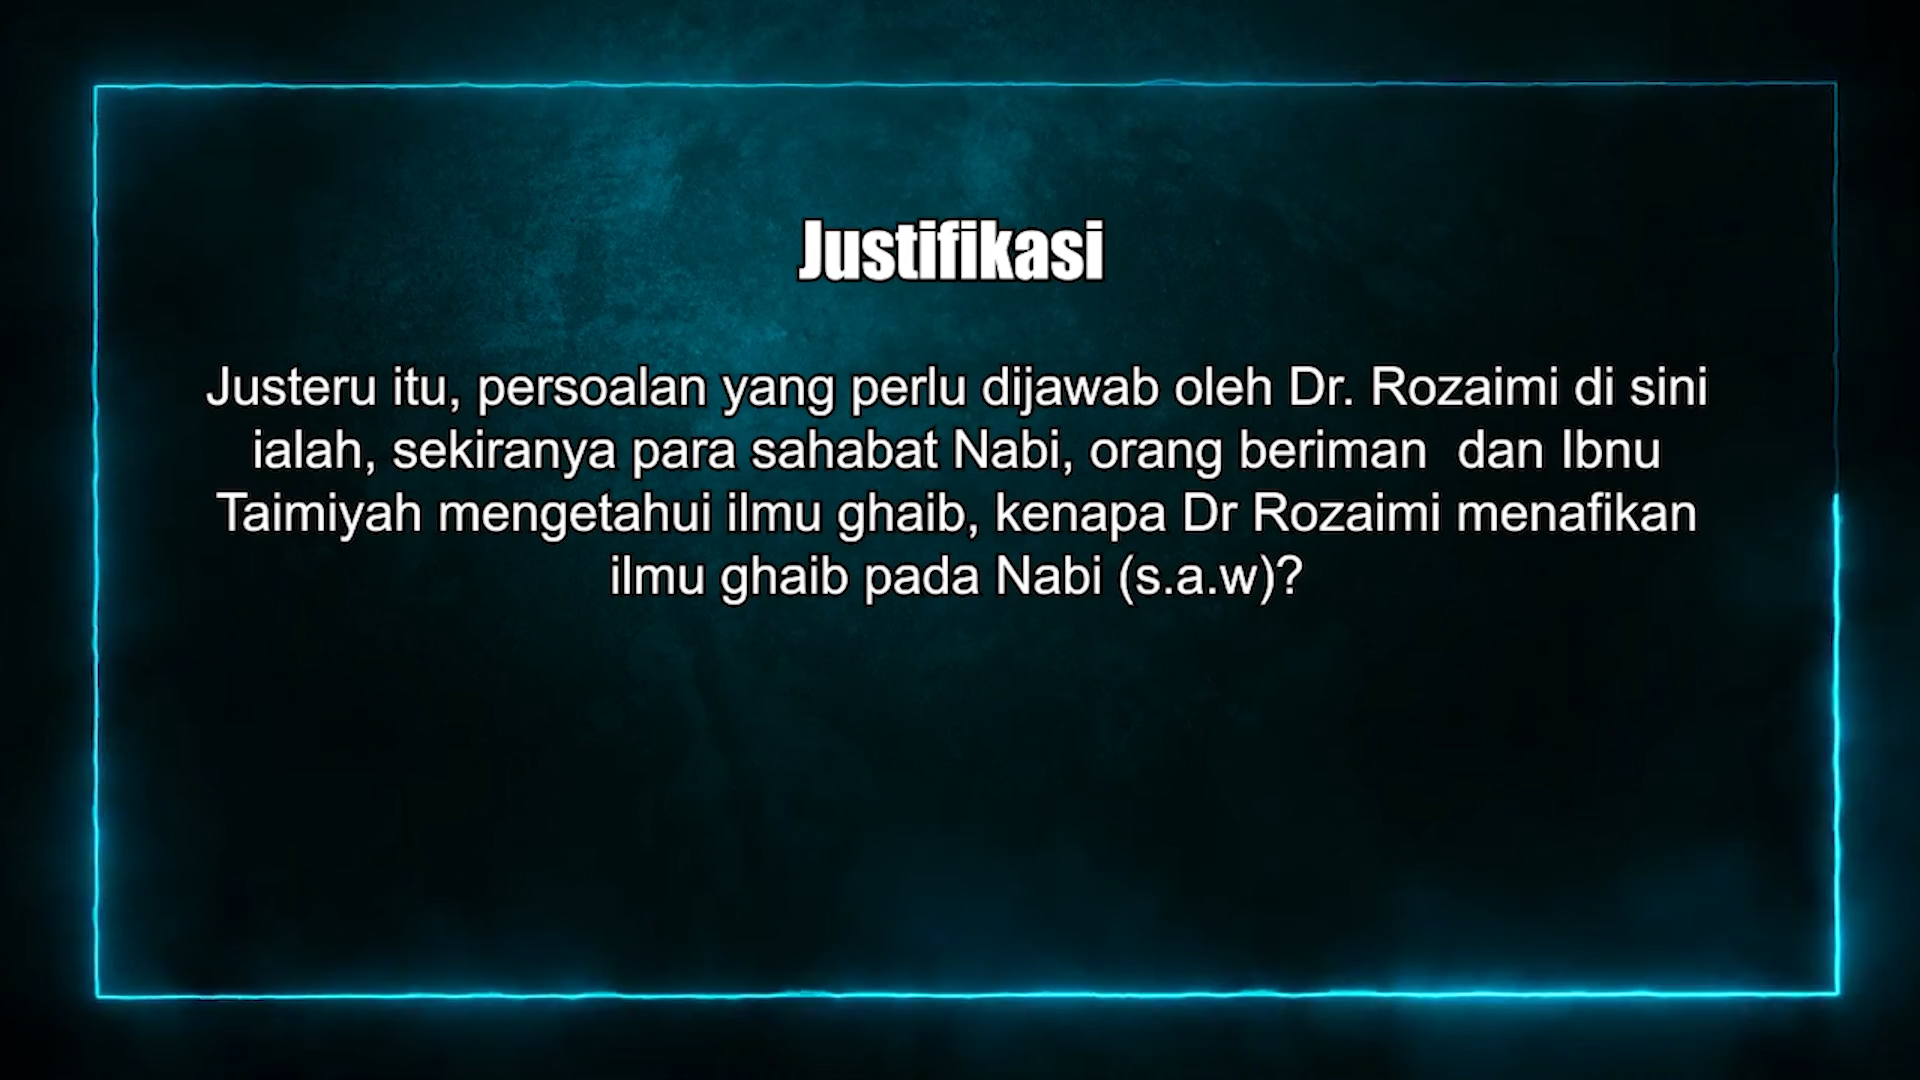 Justifikasi
Justeru itu, persoalan yang perlu dijawab oleh Dr. Rozaimi di sini
ialah, sekiranya para sahabat Nabi, orang beriman  dan Ibnu
Taimiyah mengetahui ilmu ghaib, kenapa Dr Rozaimi menafikan
ilmu ghaib pada Nabi (s.a.w)?